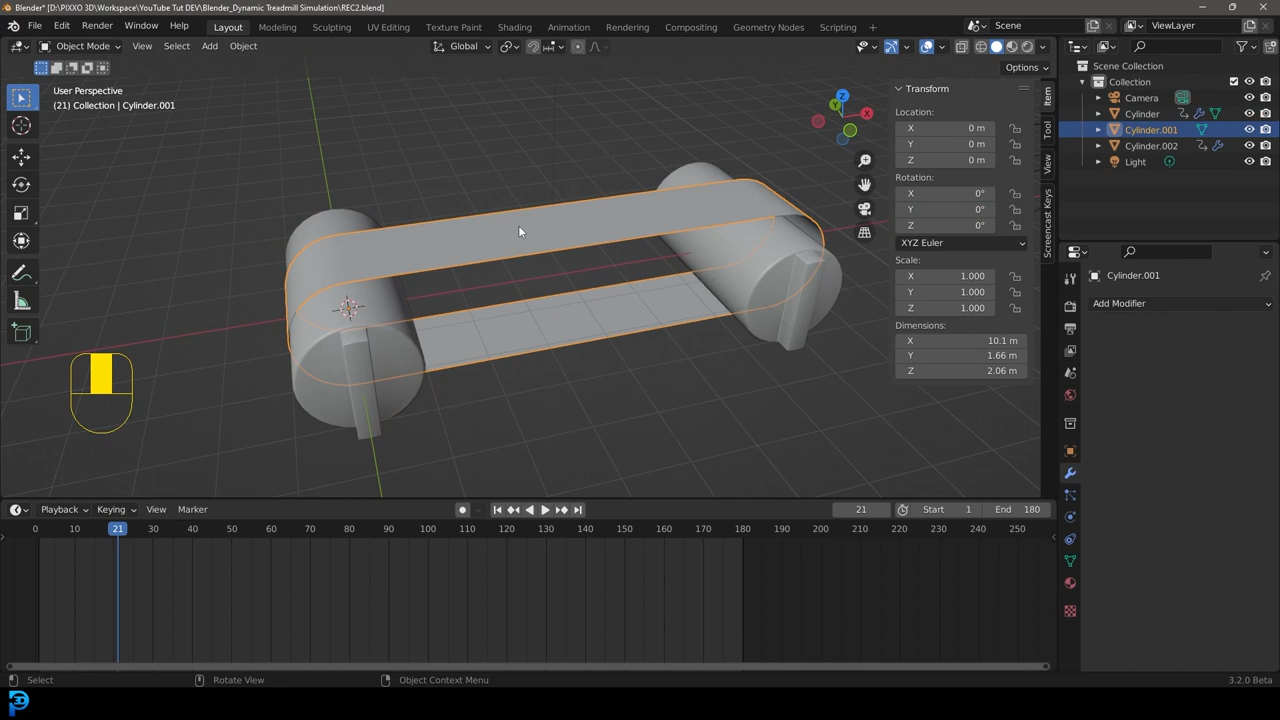 Blender* [D:\PIXXO 3D\Workspace\YouTube Tut DEV\Blender_Dynamic Treadmill Simulation\REC2.blend]
File Edit Render Window Help Layout Modeling Sculpting UV Editing Texture Paint Shading Animation Rendering Compositing Geometry Nodes Scripting + Scene ViewLayer
Object Mode View Select Add Object Global
Options
User Perspective
(21) Collection | Cylinder.001
Z
Y
X
Transform
Location:
X 0 m
Y 0 m
Z 0 m
Rotation:
X 0°
Y 0°
Z 0°
XYZ Euler
Scale:
X 1.000
Y 1.000
Z 1.000
Dimensions:
X 10.1 m
Y 1.66 m
Z 2.06 m
Item
Tool
View
Screencast Keys
Scene Collection
Collection
Camera
Cylinder
Cylinder.001
Cylinder.002
Light
Cylinder.001
Add Modifier
Playback Keying View Marker 21 Start 1 End 180
0 10 21 30 40 50 60 70 80 90 100 110 120 130 140 150 160 170 180 190 200 210 220 230 240 250
Select Rotate View Object Context Menu 3.2.0 Beta